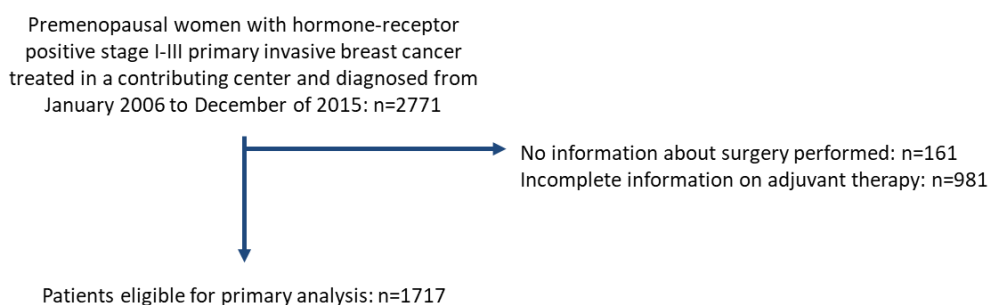 Premenopausal women with hormone-receptor
positive stage I-III primary invasive breast cancer
treated in a contributing center and diagnosed from
January 2006 to December of 2015: n=2771
No information about surgery performed: n=161
Incomplete information on adjuvant therapy: n=981
Patients eligible for primary analysis: n=1717